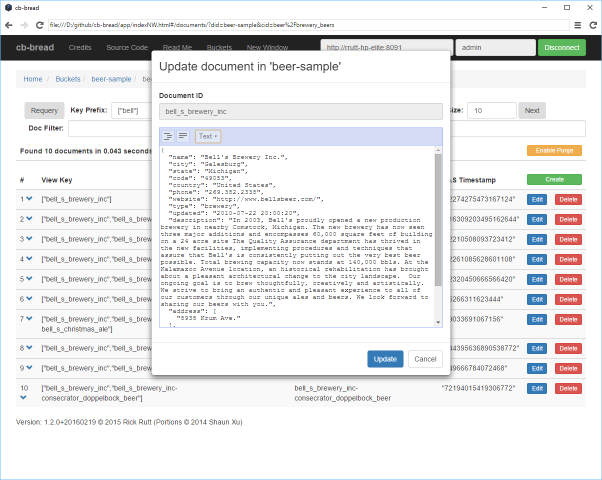 cb-bread
file:///D:/github/cb-bread/app/indexNW.html#/documents/?did=beer-sample&cid=beer%2Fbrewery_beers
cb-bread Credits Source Code Read Me Buckets New Window http://rrutt-hp-elite:8091 admin Disconnect
Update document in 'beer-sample'
Home / Buckets / beer-sample /
Document ID
bell_s_brewery_inc
Requery Key Prefix: ["bell"] Size: 10 Next
Doc Filter:
Text
Found 10 documents in 0.043 seconds Enable Purge
{
"name": "Bell's Brewery Inc.",
"city": "Galesburg",
"state": "Michigan",
"code": "49053",
"country": "United States",
"phone": "269.382.2338",
"website": "http://www.bellsbeer.com/",
"type": "brewery",
"updated": "2010-07-22 20:00:20",
"description": "In 2003, Bell's proudly opened a new production
brewery in nearby Comstock, Michigan. The new brewery has now seen
three major additions and encompasses 60,000 square feet of building
on a 24 acre site The Quality Assurance department has thrived in
the new facilities, implementing procedures and techniques that
assure that Bell's is consistently putting out the very best beer
possible. Total brewing capacity now stands at 140,000 bbls. At the
Kalamazoo Avenue location, an historical rehabilitation has brought
about a pleasant architectural change to the city landscape. Our
ongoing goal is to brew thoughtfully, creatively and artistically.
We strive to bring an authentic and pleasant experience to all of
our customers through our unique ales and beers. We look forward to
sharing our beers with you.",
"address": [
"8938 Krum Ave."
],
Update Cancel
# View Key S Timestamp Create
1 ["bell_s_brewery_inc"] Edit Delete
2 ["bell_s_brewery_inc","bell_s_brew Edit Delete
3 ["bell_s_brewery_inc","bell_s_brew Edit Delete
4 ["bell_s_brewery_inc","bell_s_brew Edit Delete
5 ["bell_s_brewery_inc","bell_s_brew Edit Delete
6 ["bell_s_brewery_inc","bell_s_brew Edit Delete
7 ["bell_s_brewery_inc","bell_s_brew Edit Delete
bell_s_christmas_ale"]
8 ["bell_s_brewery_inc","bell_s_brew Edit Delete
9 ["bell_s_brewery_inc","bell_s_brew Edit Delete
10 ["bell_s_brewery_inc","bell_s_brewery_inc- bell_s_brewery_inc- "72194015419306772" Edit Delete
consecrator_doppelbock_beer"] consecrator_doppelbock_beer
Version: 1.2.0+20160219 © 2015 Rick Rutt (Portions © 2014 Shaun Xu)